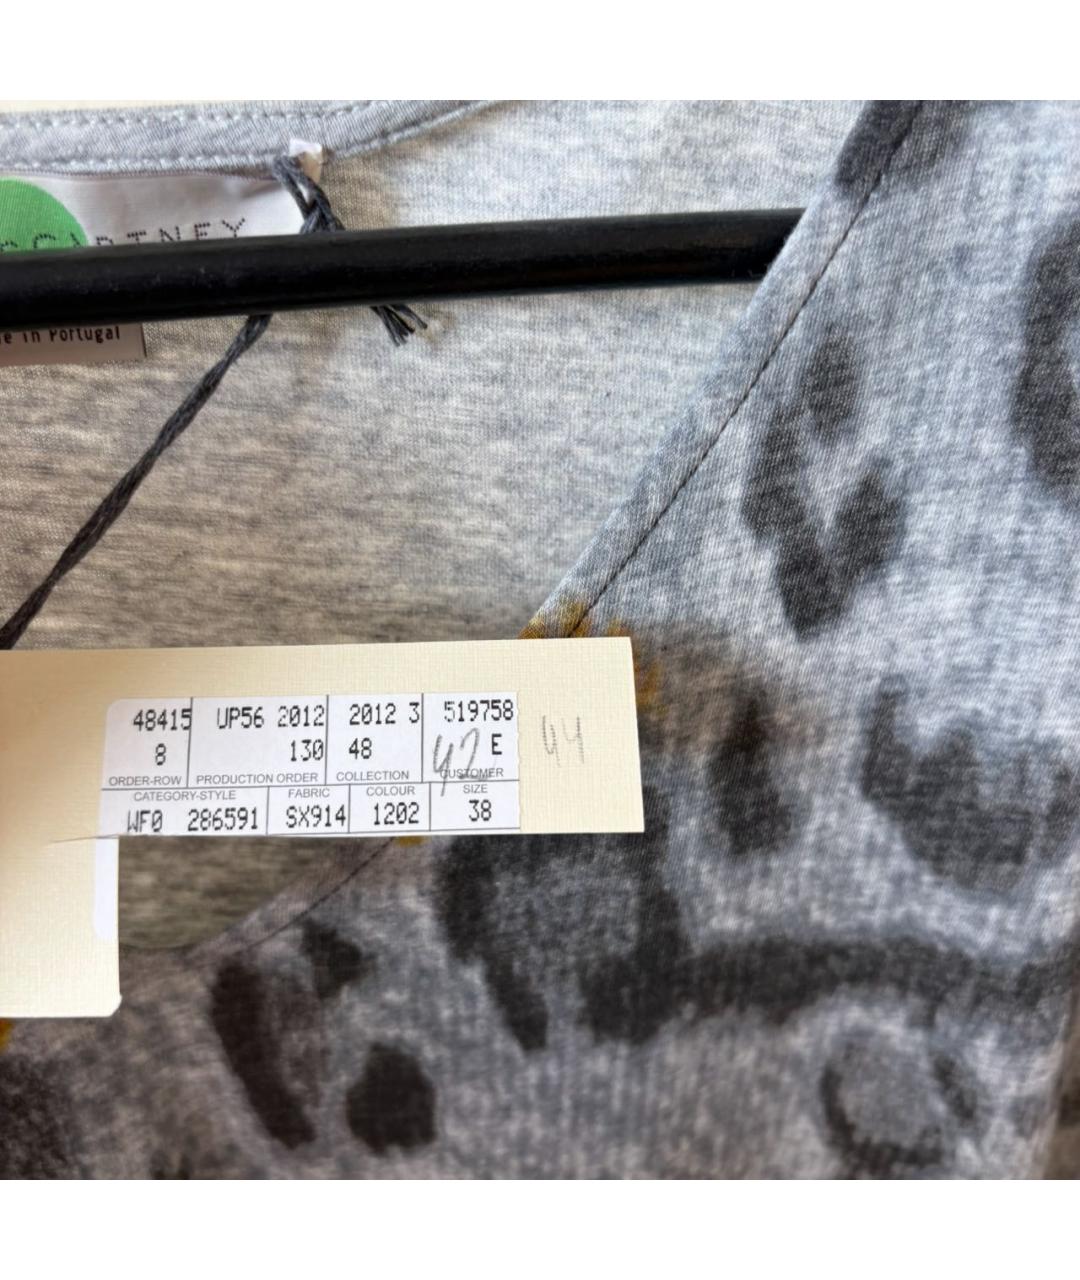 CCARTNEY
e in Portugal
48415 UP56 2012 2012 3 519758
8 130 48 42 E 44
ORDER-ROW PRODUCTION ORDER COLLECTION CUSTOMER
CATEGORY-STYLE FABRIC COLOUR SIZE
WF0 286591 SX914 1202 38